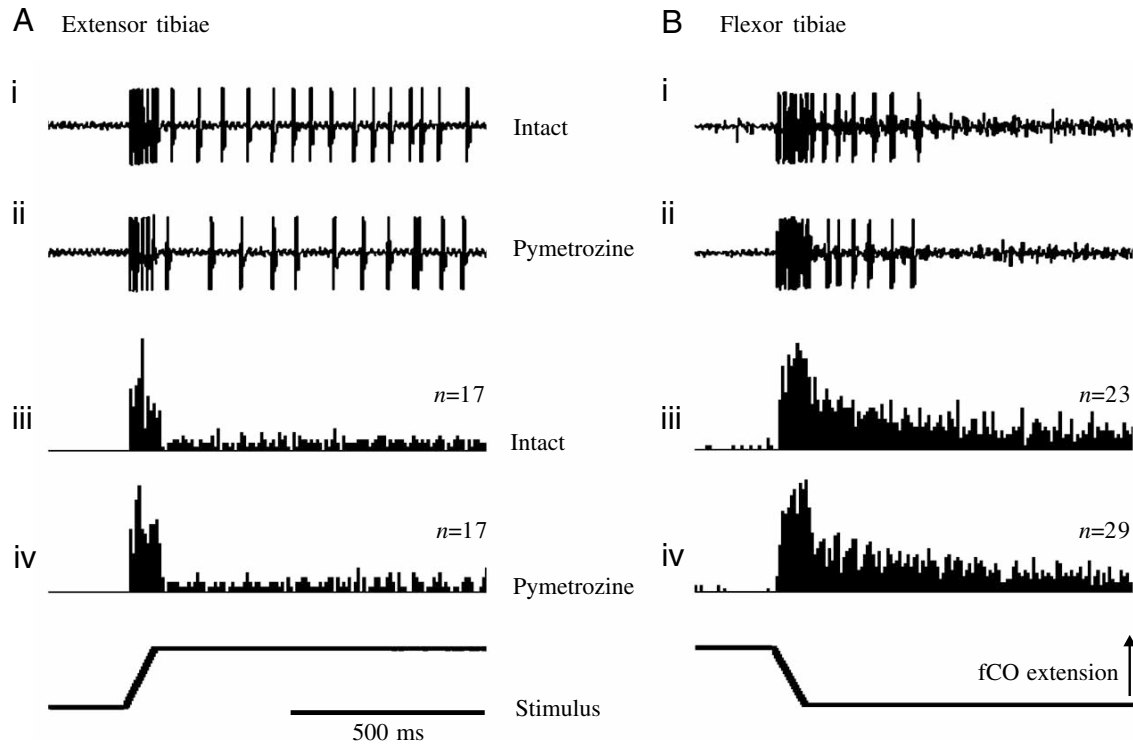 A Extensor tibiae
i
Intact
ii
Pymetrozine
iii
n=17
Intact
iv
n=17
Pymetrozine
Stimulus
500 ms
B Flexor tibiae
i
ii
iii
n=23
iv
n=29
fCO extension